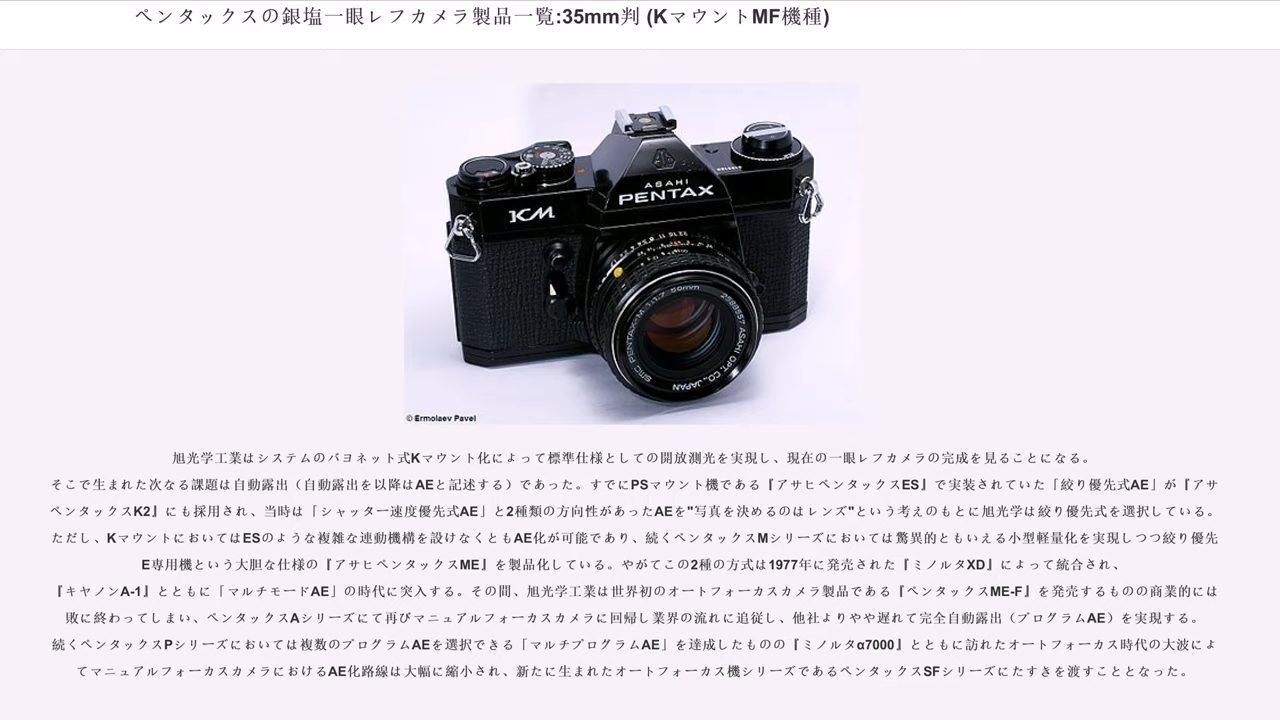 ペンタックスの銀塩一眼レフカメラ製品一覧:35mm判 (KマウントMF機種)
ASAHI
PENTAX
KM
SMC PENTAX-M 1:1.7 50mm 2888557 ASAHI OPT. CO., JAPAN
© Ermolaev Pavel
旭光学工業はシステムのバヨネット式Kマウント化によって標準仕様としての開放測光を実現し、現在の一眼レフカメラの完成を見ることになる。
そこで生まれた次なる課題は自動露出（自動露出を以降はAEと記述する）であった。すでにPSマウント機である『アサヒペンタックスES』で実装されていた「絞り優先式AE」が『アサ
ペンタックスK2』にも採用され、当時は「シャッター速度優先式AE」と2種類の方向性があったAEを"写真を決めるのはレンズ"という考えのもとに旭光学は絞り優先式を選択している。
ただし、KマウントにおいてはESのような複雑な連動機構を設けなくともAE化が可能であり、続くペンタックスMシリーズにおいては驚異的ともいえる小型軽量化を実現しつつ絞り優先
E専用機という大胆な仕様の『アサヒペンタックスME』を製品化している。やがてこの2種の方式は1977年に発売された『ミノルタXD』によって統合され、
『キヤノンA-1』とともに「マルチモードAE」の時代に突入する。その間、旭光学工業は世界初のオートフォーカスカメラ製品である『ペンタックスME-F』を発売するものの商業的には
敗に終わってしまい、ペンタックスAシリーズにて再びマニュアルフォーカスカメラに回帰し業界の流れに追従し、他社よりやや遅れて完全自動露出（プログラムAE）を実現する。
続くペンタックスPシリーズにおいては複数のプログラムAEを選択できる「マルチプログラムAE」を達成したものの『ミノルタα7000』とともに訪れたオートフォーカス時代の大波によ
てマニュアルフォーカスカメラにおけるAE化路線は大幅に縮小され、新たに生まれたオートフォーカス機シリーズであるペンタックスSFシリーズにたすきを渡すこととなった。